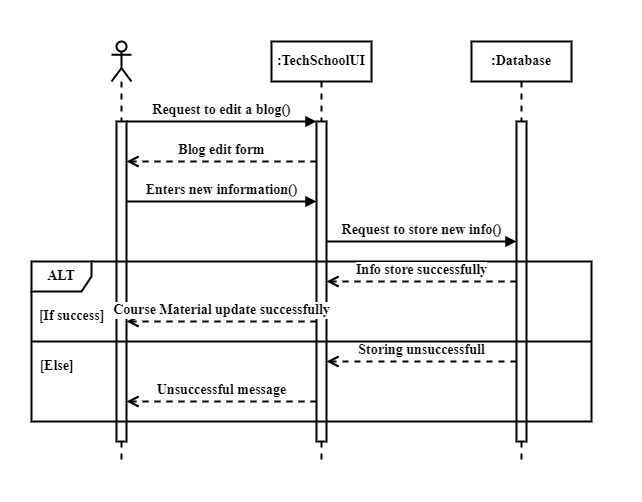 :TechSchoolUI
:Database
Request to edit a blog()
Blog edit form
Enters new information()
Request to store new info()
ALT
Info store successfully
[If success]
Course Material update successfully
Storing unsuccessfull
[Else]
Unsuccessful message